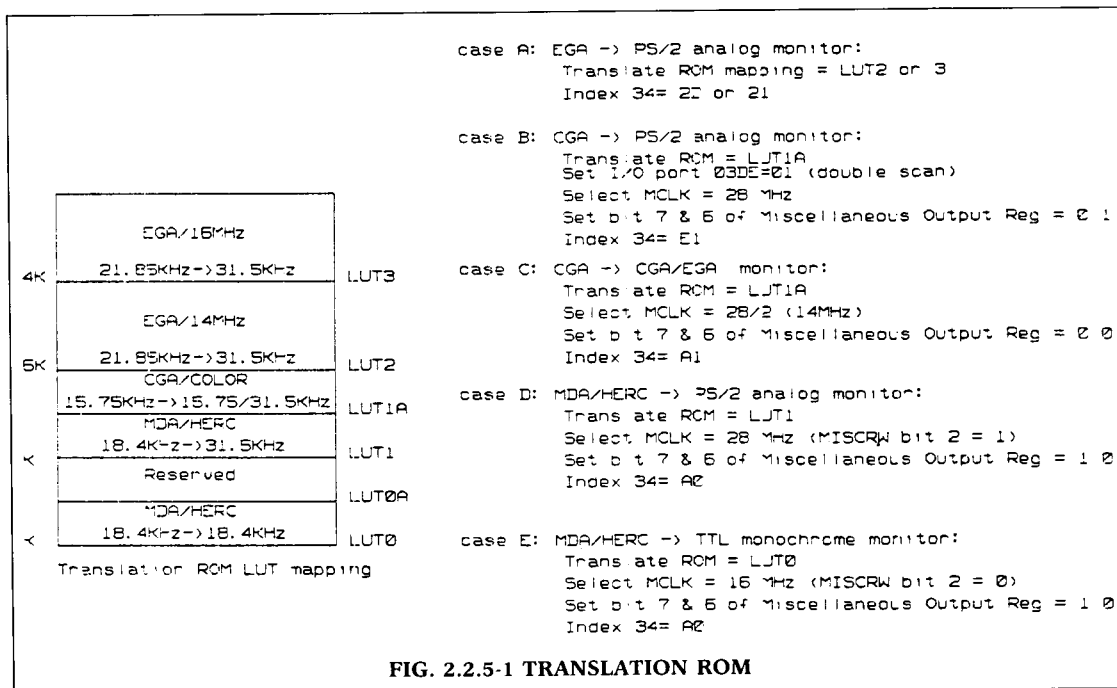 EGA/16MHz
4K 21.85KHz->31.5KHz LUT3
EGA/14MHz
21.85KHz->31.5KHz LUT2
CGA/COLOR
15.75KHz->15.75/31.5KHz LUT1A
MDA/HERC
18.4KHz->31.5KHz LUT1
Reserved
LUT0A
MDA/HERC
18.4KHz->18.4KHz LUT0
Translation ROM LUT mapping
case A: EGA -> PS/2 analog monitor:
Translate ROM mapping = LUT2 or 3
Index 34= or 21
case B: CGA -> PS/2 analog monitor:
Translate ROM = LUT1A
Set I/O port 03DE=01 (double scan)
Select MCLK = 28 MHz
Set bit 7 & 6 of Miscellaneous Output Reg = 0 1
Index 34= E1
case C: CGA -> CGA/EGA monitor:
Translate ROM = LUT1A
Select MCLK = 28/2 (14MHz)
Set bit 7 & 6 of Miscellaneous Output Reg = 0 0
Index 34= A1
case D: MDA/HERC -> PS/2 analog monitor:
Translate ROM = LUT1
Select MCLK = 28 MHz (MISCRW bit 2 = 1)
Set bit 7 & 6 of Miscellaneous Output Reg = 1 0
Index 34= A0
case E: MDA/HERC -> TTL monochrome monitor:
Translate ROM = LUT0
Select MCLK = 16 MHz (MISCRW bit 2 = 0)
Set bit 7 & 6 of Miscellaneous Output Reg = 1 0
Index 34= A0
FIG. 2.2.5-1 TRANSLATION ROM